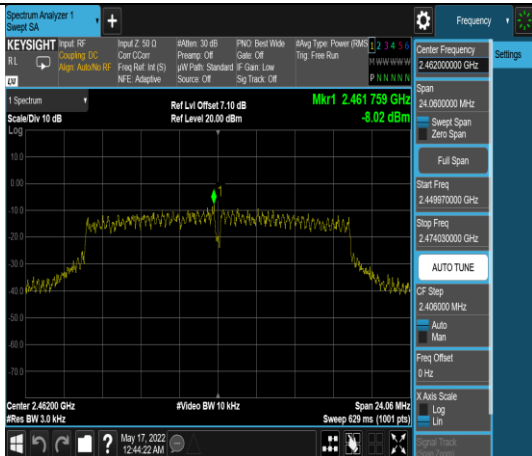 Spectrum Analyzer 1
Swept SA
+
Frequency
KEYSIGHT
Input: RF
Input Z: 50 Ω
#Atten: 30 dB
PNO: Best Wide
#Avg Type: Power (RMS
1 2 3 4 5 6
RL
Coupling: DC
Corr CCorr
Preamp: Off
Gate: Off
Trig: Free Run
M W W W W W
Align: Auto/No RF
Freq Ref: Int (S)
µW Path: Standard
IF Gain: Low
P N N N N N
LXI
NFE: Adaptive
Source: Off
Sig Track: Off
Center Frequency
2.462000000 GHz
Settings
Span
24.0600000 MHz
Swept Span
Zero Span
Full Span
Start Freq
2.449970000 GHz
Stop Freq
2.474030000 GHz
AUTO TUNE
CF Step
2.406000 MHz
Auto
Man
Freq Offset
0 Hz
X Axis Scale
Log
Lin
Signal Track
(Span Zoom)
1 Spectrum
Ref Lvl Offset 7.10 dB
Mkr1 2.461 759 GHz
Scale/Div 10 dB
Ref Level 20.00 dBm
-8.02 dBm
Log
10.0
0.00
-10.0
-20.0
-30.0
-40.0
-50.0
-60.0
-70.0
1
Center 2.46200 GHz
#Video BW 10 kHz
Span 24.06 MHz
#Res BW 3.0 kHz
Sweep 629 ms (1001 pts)
?
May 17, 2022
12:44:22 AM